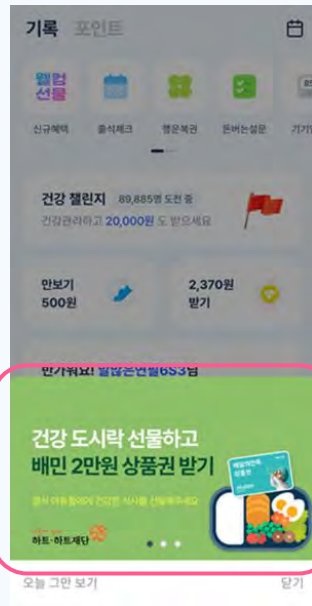 기록 포인트
웰컴
선물
신규혜택 출석체크 행운복권 돈버는설문
건강 챌린지 89,885명 도전 중
건강관리하고 20,000원 도 받으세요
만보기
500원
2,370원
받기
반가워요!
건강 도시락 선물하고
배민 2만원 상품권 받기
하트-하트재단
오늘 그만 보기 닫기